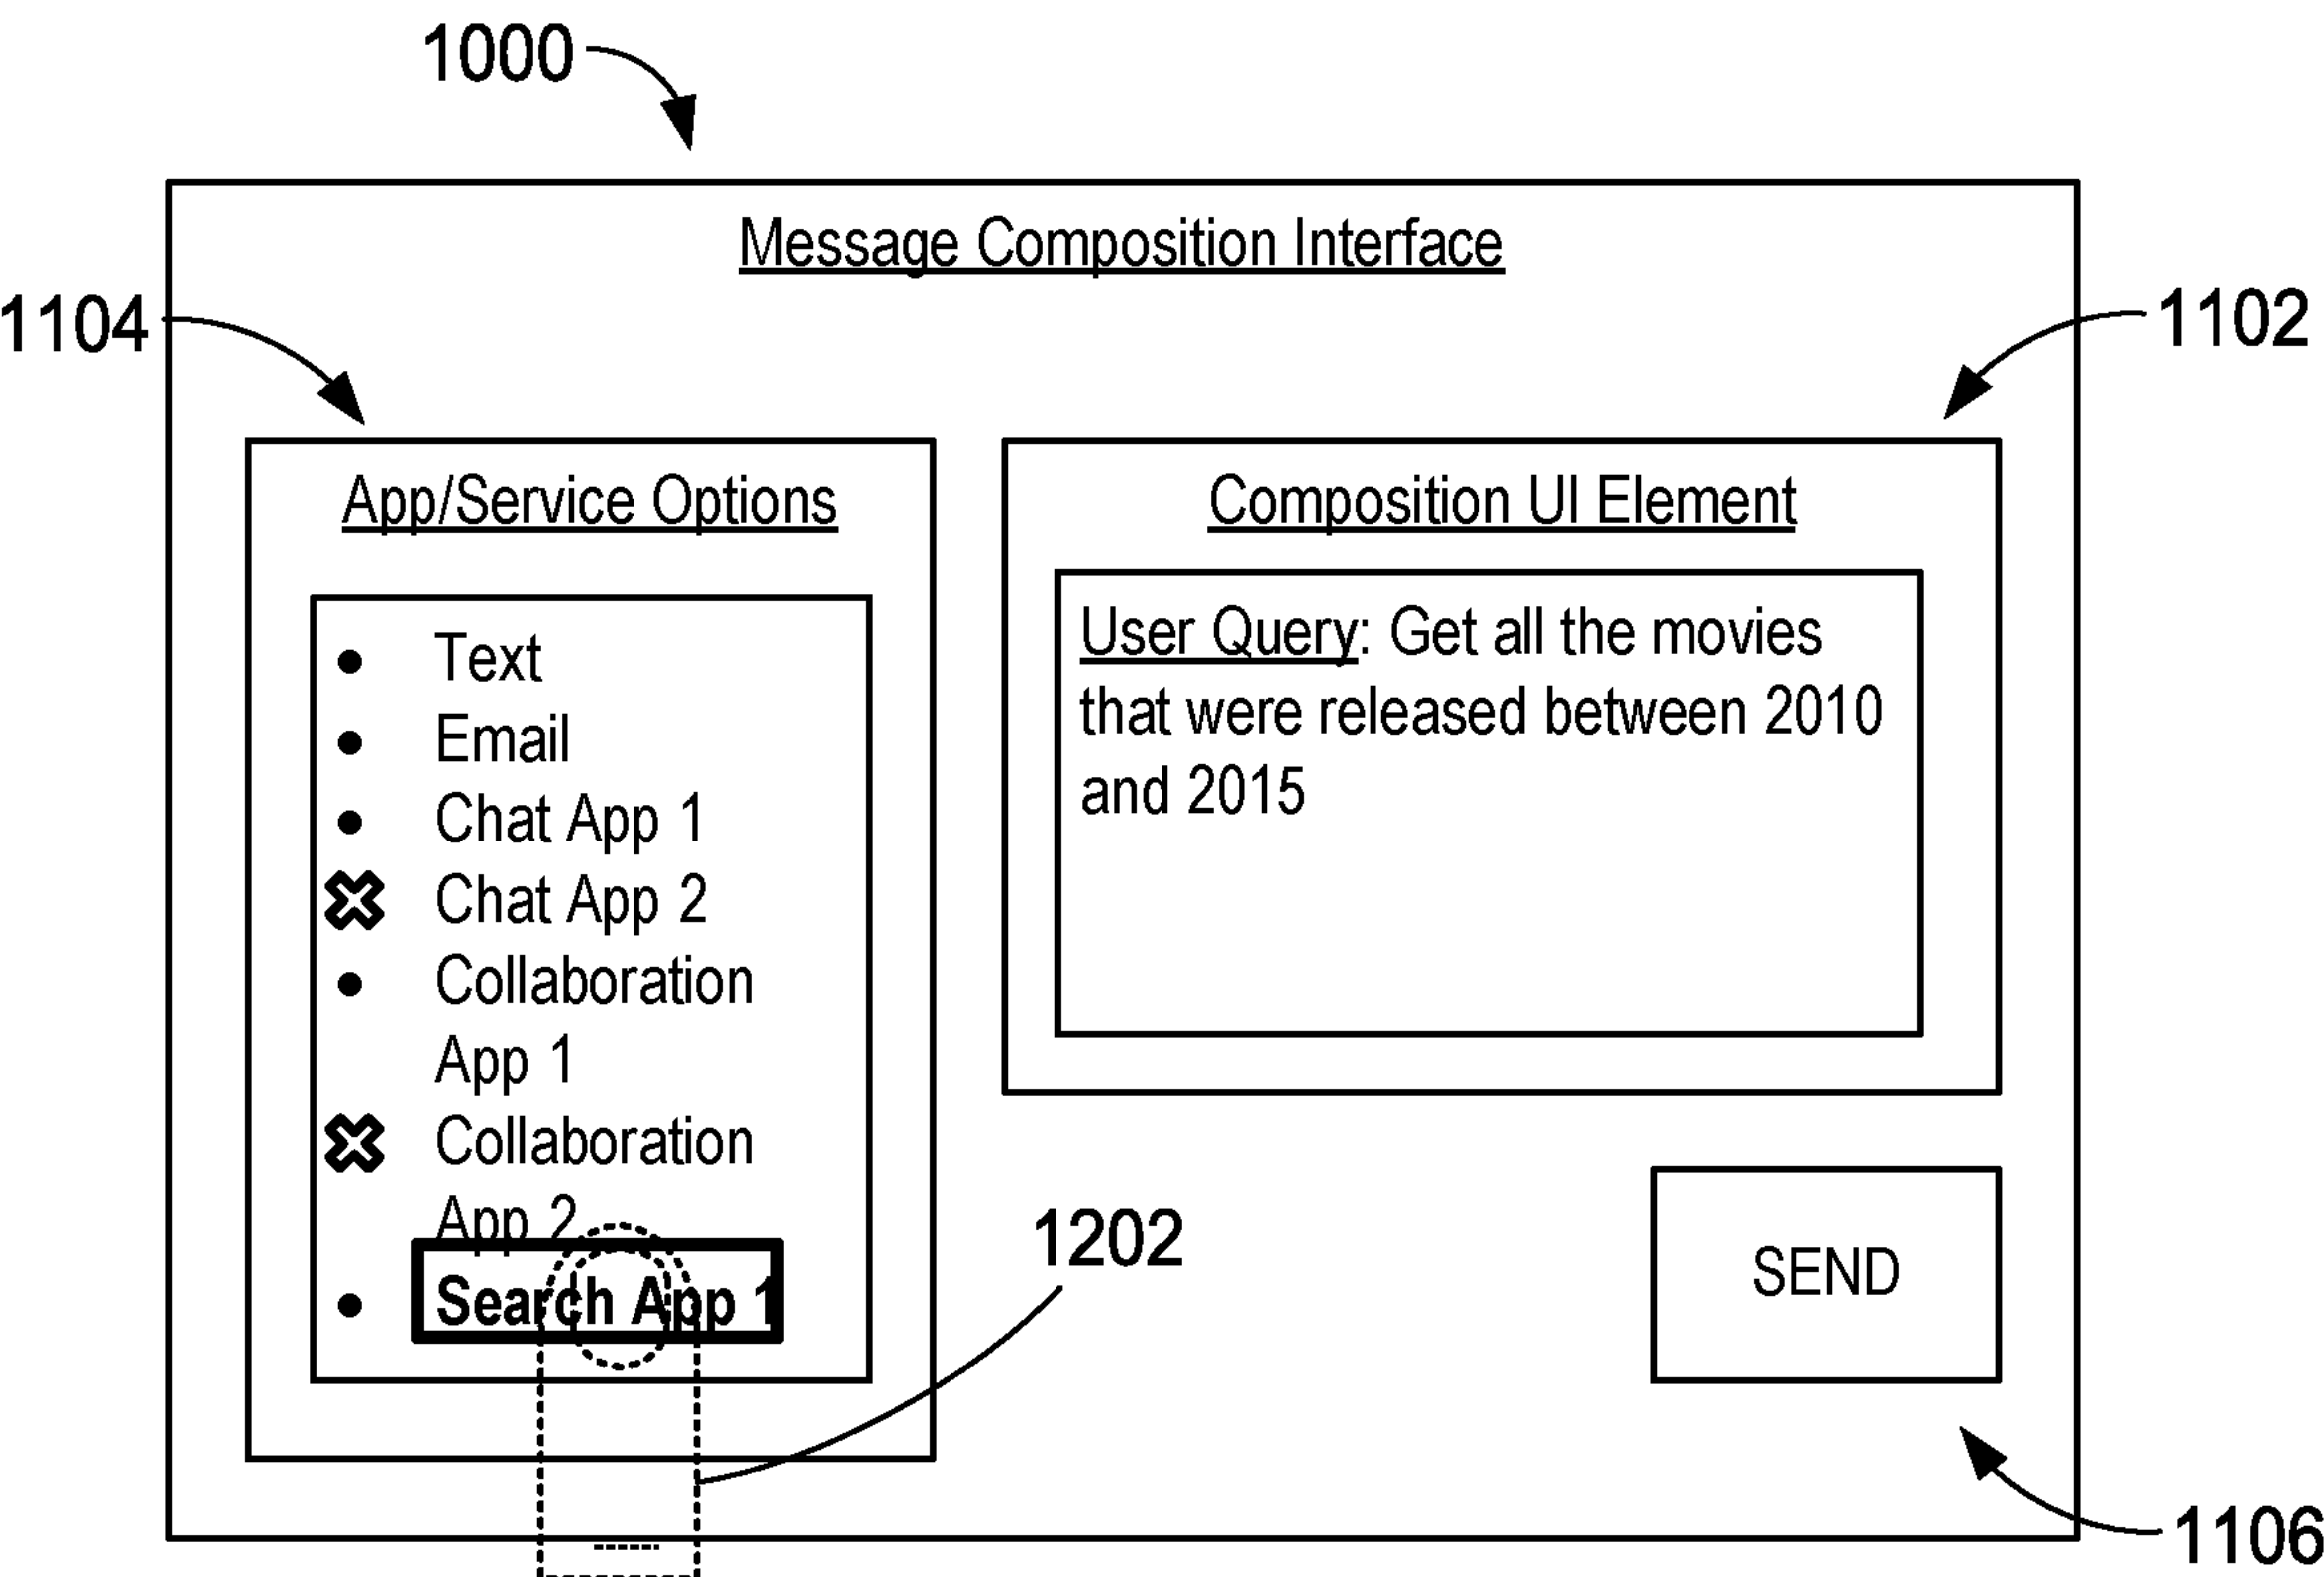 1000
Message Composition Interface
1104
1102
App/Service Options
Text
Email
Chat App 1
Chat App 2
Collaboration
App 1
Collaboration
App 2
Search App 1
Composition UI Element
User Query: Get all the movies
that were released between 2010
and 2015
1202
SEND
1106